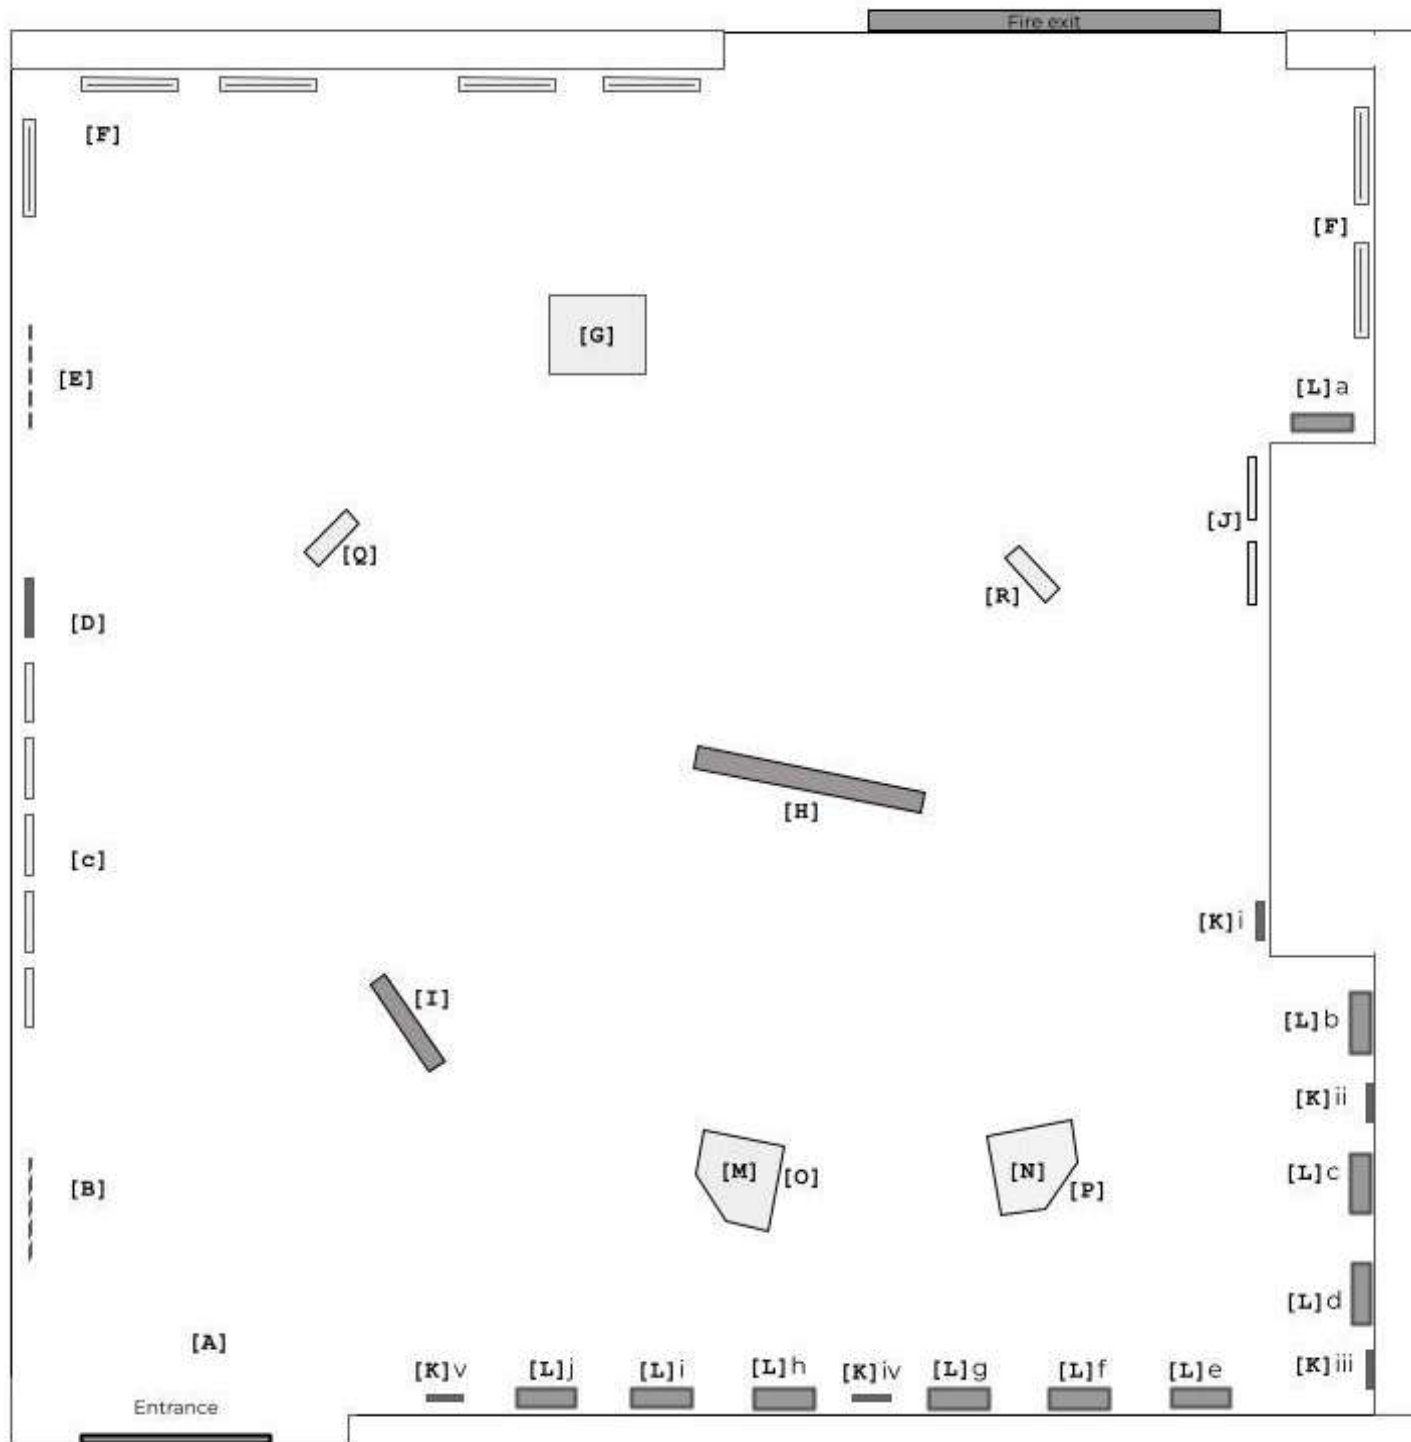 Fire exit
[F]
[F]
[G]
[E]
[L]a
[J]
[Q]
[R]
[D]
[H]
[c]
[K]i
[I]
[L]b
[K]ii
[M]
[O]
[N]
[P]
[L]c
[B]
[L]d
[A]
[K]v
[L]j
[L]i
[L]h
[K]iv
[L]g
[L]f
[L]e
[K]iii
Entrance